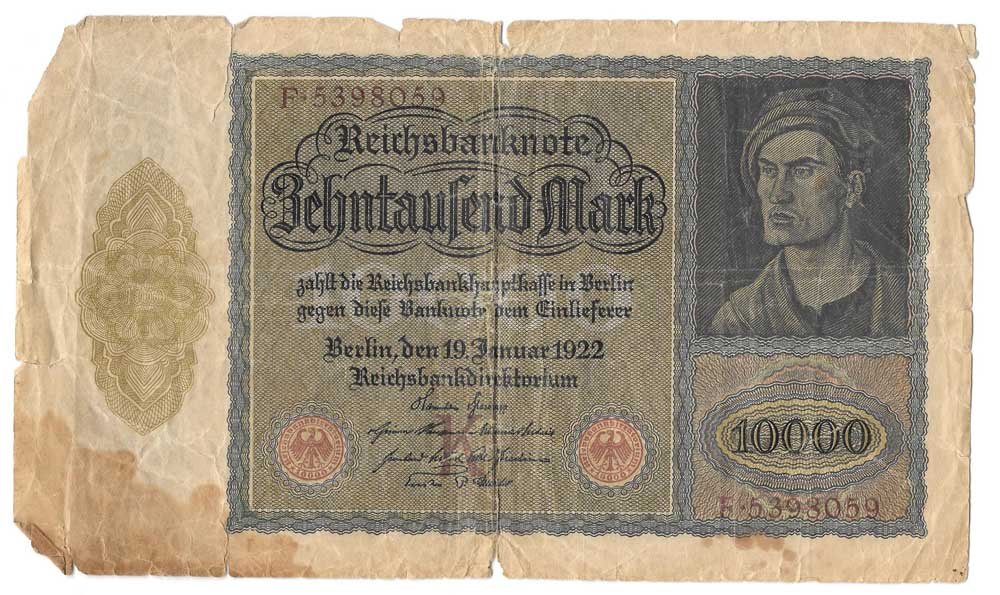 F·5398059
Reichsbanknote
Zehntausend Mark
zahlt die Reichsbankhauptkasse in Berlin
gegen diese Banknote dem Einlieferer
Berlin, den 19. Januar 1922
Reichsbankdirektorium
K
10000
F·5398059